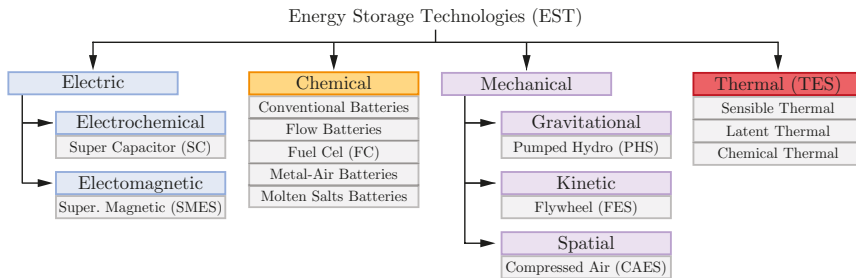 Energy Storage Technologies (EST)
Electric
Electrochemical
Super Capacitor (SC)
Electomagnetic
Super. Magnetic (SMES)
Chemical
Conventional Batteries
Flow Batteries
Fuel Cel (FC)
Metal-Air Batteries
Molten Salts Batteries
Mechanical
Gravitational
Pumped Hydro (PHS)
Kinetic
Flywheel (FES)
Spatial
Compressed Air (CAES)
Thermal (TES)
Sensible Thermal
Latent Thermal
Chemical Thermal